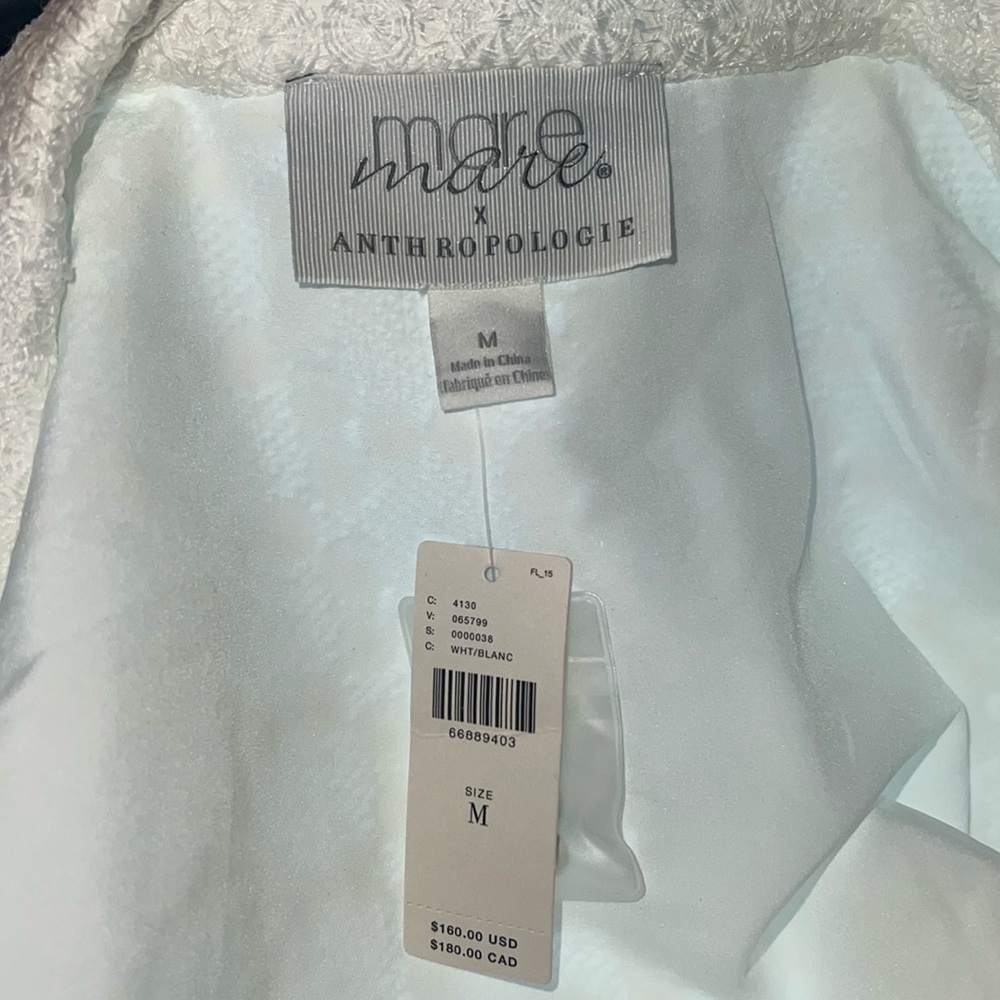 mare
mare®
X
ANTHROPOLOGIE
M
Made in China
Fabriqué en Chine
FL_15
C: 4130
V: 065799
S: 0000038
C: WHT/BLANC
66889403
SIZE
M
$160.00 USD
$180.00 CAD